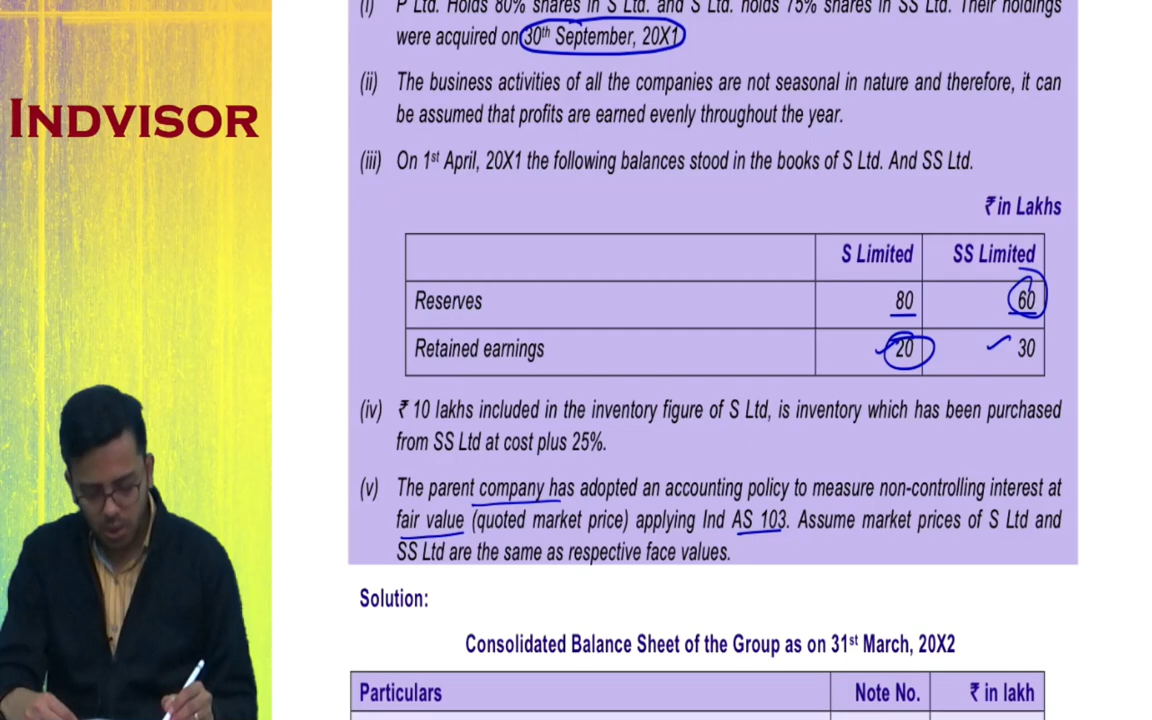 (i) P Ltd. Holds 80% shares in S Ltd. and S Ltd. holds 75% shares in SS Ltd. Their holdings
were acquired on 30th September, 20X1
INDVISOR
(ii) The business activities of all the companies are not seasonal in nature and therefore, it can
be assumed that profits are earned evenly throughout the year.
(iii) On 1st April, 20X1 the following balances stood in the books of S Ltd. And SS Ltd.
₹ in Lakhs
S Limited SS Limited
Reserves 80 60
Retained earnings 20 30
(iv) ₹ 10 lakhs included in the inventory figure of S Ltd, is inventory which has been purchased
from SS Ltd at cost plus 25%.
(v) The parent company has adopted an accounting policy to measure non-controlling interest at
fair value (quoted market price) applying Ind AS 103. Assume market prices of S Ltd and
SS Ltd are the same as respective face values.
Solution:
Consolidated Balance Sheet of the Group as on 31st March, 20X2
Particulars Note No. ₹ in lakh